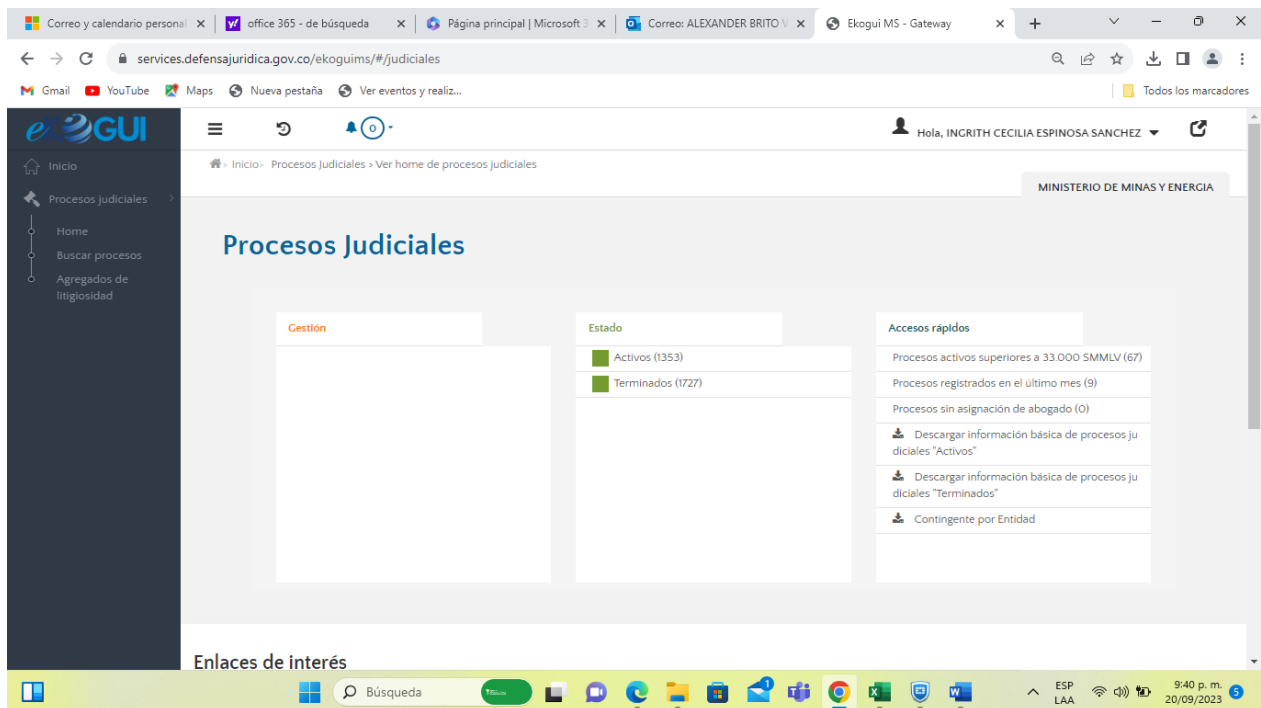 Correo y calendario personal
office 365 - de búsqueda
Página principal | Microsoft 3
Correo: ALEXANDER BRITO V
Ekogui MS - Gateway
services.defensajuridica.gov.co/ekoguims/#/judiciales
Gmail
YouTube
Maps
Nueva pestaña
Ver eventos y realiz...
Todos los marcadores
GUI
0
Hola, INGRITH CECILIA ESPINOSA SANCHEZ
Inicio
Procesos judiciales
Home
Buscar procesos
Agregados de
litigiosidad
> Inicio> Procesos Judiciales > Ver home de procesos judiciales
MINISTERIO DE MINAS Y ENERGIA
Procesos Judiciales
Gestión
Estado
Activos (1353)
Terminados (1727)
Accesos rápidos
Procesos activos superiores a 33.000 SMMLV (67)
Procesos registrados en el último mes (9)
Procesos sin asignación de abogado (0)
Descargar información básica de procesos ju
diciales "Activos"
Descargar información básica de procesos ju
diciales "Terminados"
Contingente por Entidad
Enlaces de interés
Búsqueda
1
ESP
LAA
9:40 p. m.
20/09/2023
5